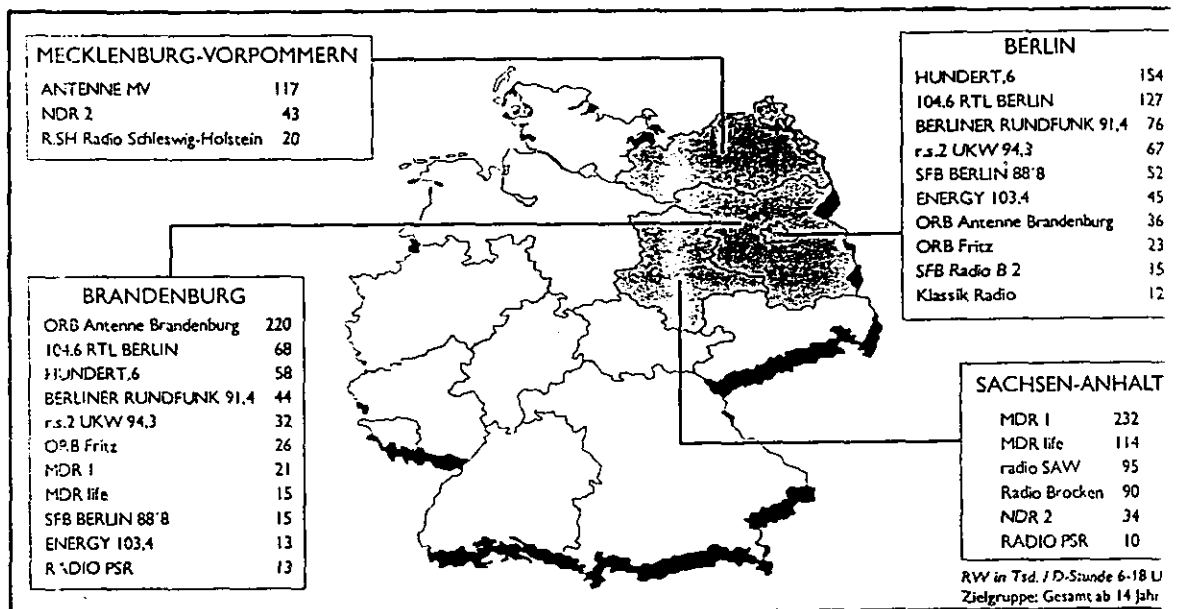 MECKLENBURG-VORPOMMERN
ANTENNE MV 117
NDR 2 43
R.SH Radio Schleswig-Holstein 20
BERLIN
HUNDERT,6 154
104.6 RTL BERLIN 127
BERLINER RUNDFUNK 91,4 76
r.s.2 UKW 94,3 67
SFB BERLIN 88'8 52
ENERGY 103,4 45
ORB Antenne Brandenburg 36
ORB Fritz 23
SFB Radio B 2 15
Klassik Radio 12
BRANDENBURG
ORB Antenne Brandenburg 220
104.6 RTL BERLIN 68
HUNDERT,6 58
BERLINER RUNDFUNK 91,4 44
r.s.2 UKW 94,3 32
ORB Fritz 26
MDR 1 21
MDR life 15
SFB BERLIN 88'8 15
ENERGY 103,4 13
RADIO PSR 13
SACHSEN-ANHALT
MDR 1 232
MDR life 114
radio SAW 95
Radio Brocken 90
NDR 2 34
RADIO PSR 10
RW in Tsd. / D-Stunde 6-18 U
Zielgruppe: Gesamt ab 14 Jahr